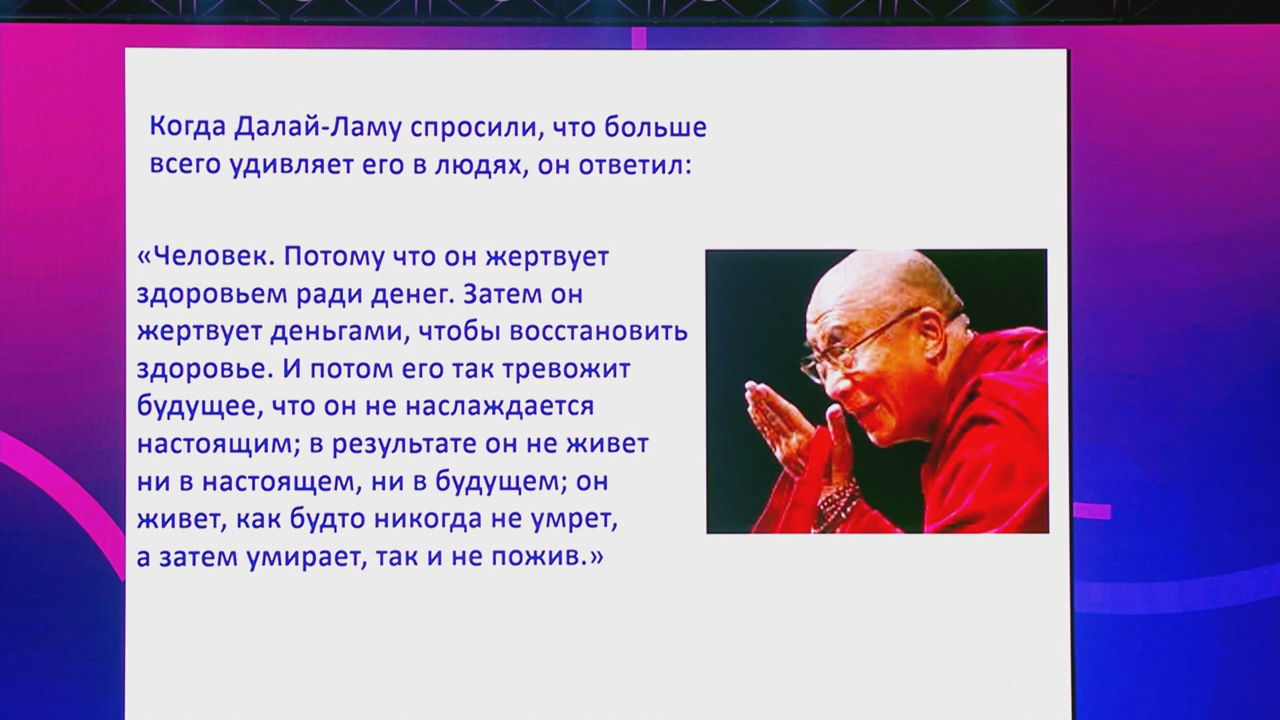 Когда Далай-Ламу спросили, что больше
всего удивляет его в людях, он ответил:
«Человек. Потому что он жертвует
здоровьем ради денег. Затем он
жертвует деньгами, чтобы восстановить
здоровье. И потом его так тревожит
будущее, что он не наслаждается
настоящим; в результате он не живет
ни в настоящем, ни в будущем; он
живет, как будто никогда не умрет,
а затем умирает, так и не пожив.»